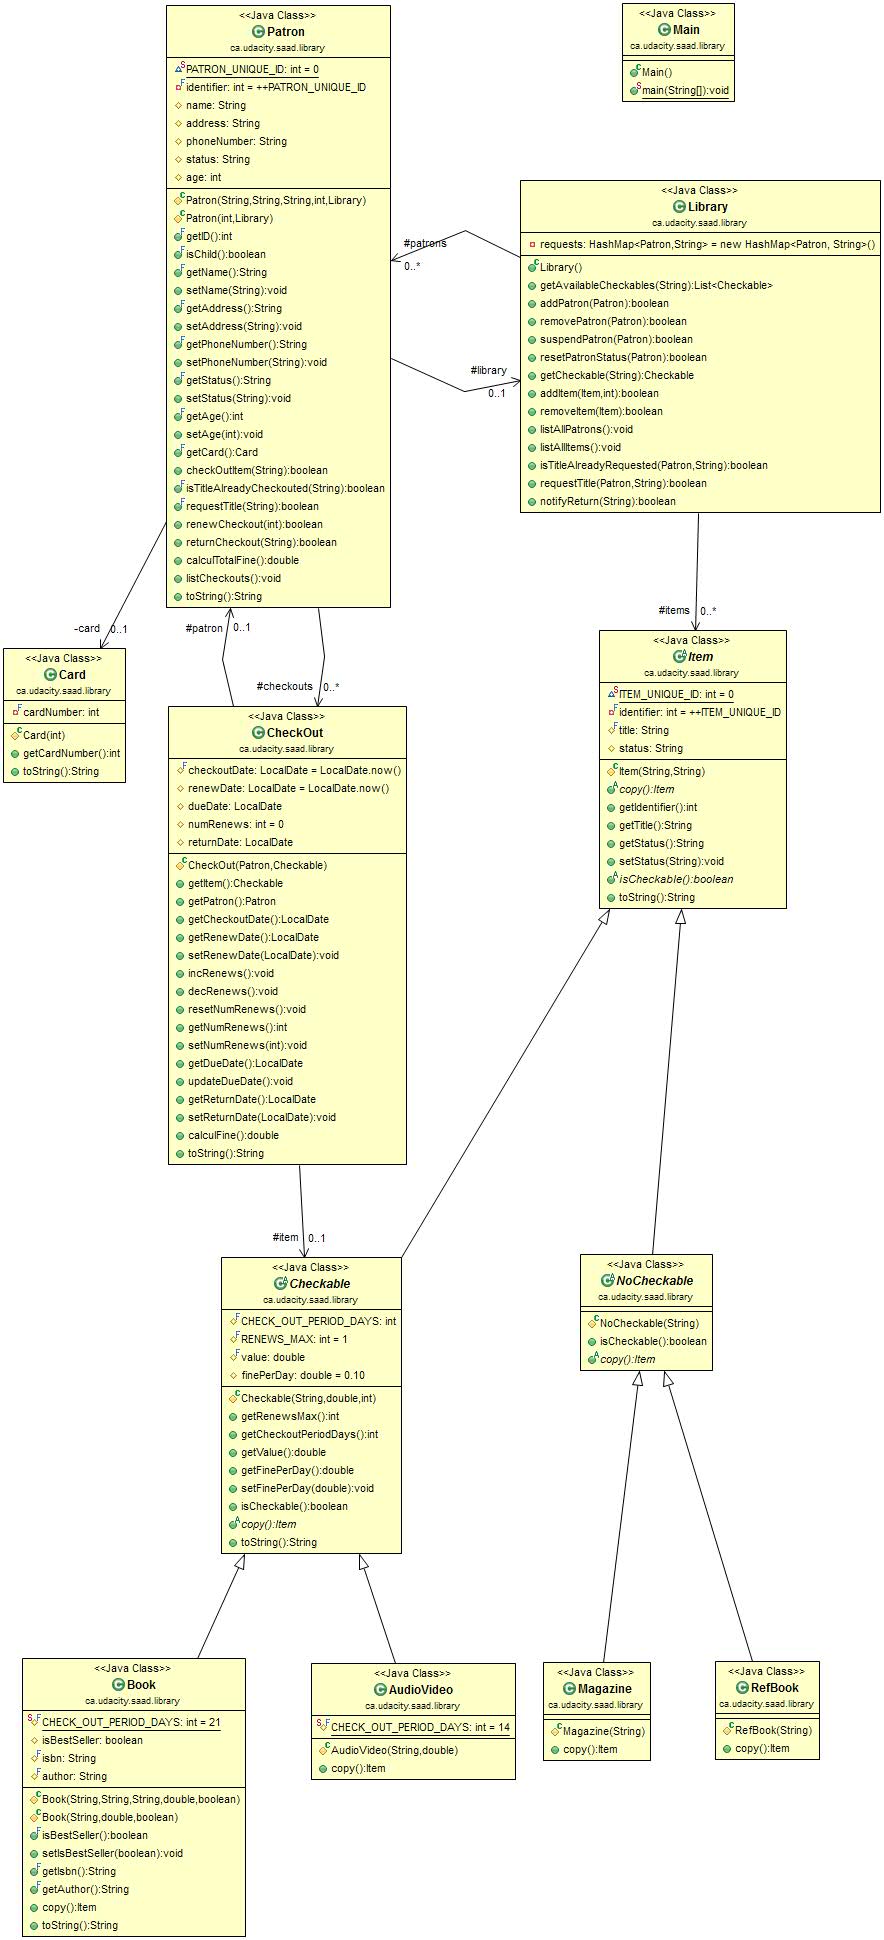 <<Java Class>>
Patron
ca.udacity.saad.library
PATRON_UNIQUE_ID: int = 0
identifier: int = ++PATRON_UNIQUE_ID
name: String
address: String
phoneNumber: String
status: String
age: int
Patron(String,String,String,int,Library)
Patron(int,Library)
getID():int
isChild():boolean
getName():String
setName(String):void
getAddress():String
setAddress(String):void
getPhoneNumber():String
setPhoneNumber(String):void
getStatus():String
setStatus(String):void
getAge():int
setAge(int):void
getCard():Card
checkOutItem(String):boolean
isTitleAlreadyCheckouted(String):boolean
requestTitle(String):boolean
renewCheckout(int):boolean
returnCheckout(String):boolean
calculTotalFine():double
listCheckouts():void
toString():String
<<Java Class>>
Main
ca.udacity.saad.library
Main()
main(String[]):void
#patrons
0..*
#library
0..1
<<Java Class>>
Library
ca.udacity.saad.library
requests: HashMap<Patron,String> = new HashMap<Patron, String>()
Library()
getAvailableCheckables(String):List<Checkable>
addPatron(Patron):boolean
removePatron(Patron):boolean
suspendPatron(Patron):boolean
resetPatronStatus(Patron):boolean
getCheckable(String):Checkable
addItem(Item,int):boolean
removeItem(Item):boolean
listAllPatrons():void
listAllItems():void
isTitleAlreadyRequested(Patron,String):boolean
requestTitle(Patron,String):boolean
notifyReturn(String):boolean
-card 0..1
#patron 0..1
#checkouts 0..*
#items 0..*
<<Java Class>>
Card
ca.udacity.saad.library
cardNumber: int
Card(int)
getCardNumber():int
toString():String
<<Java Class>>
CheckOut
ca.udacity.saad.library
checkoutDate: LocalDate = LocalDate.now()
renewDate: LocalDate = LocalDate.now()
dueDate: LocalDate
numRenews: int = 0
returnDate: LocalDate
CheckOut(Patron,Checkable)
getItem():Checkable
getPatron():Patron
getCheckoutDate():LocalDate
getRenewDate():LocalDate
setRenewDate(LocalDate):void
incRenews():void
decRenews():void
resetNumRenews():void
getNumRenews():int
setNumRenews(int):void
getDueDate():LocalDate
updateDueDate():void
getReturnDate():LocalDate
setReturnDate(LocalDate):void
calculFine():double
toString():String
<<Java Class>>
Item
ca.udacity.saad.library
ITEM_UNIQUE_ID: int = 0
identifier: int = ++ITEM_UNIQUE_ID
title: String
status: String
Item(String,String)
copy():Item
getIdentifier():int
getTitle():String
getStatus():String
setStatus(String):void
isCheckable():boolean
toString():String
#item 0..1
<<Java Class>>
Checkable
ca.udacity.saad.library
CHECK_OUT_PERIOD_DAYS: int
RENEWS_MAX: int = 1
value: double
finePerDay: double = 0.10
Checkable(String,double,int)
getRenewsMax():int
getCheckoutPeriodDays():int
getValue():double
getFinePerDay():double
setFinePerDay(double):void
isCheckable():boolean
copy():Item
toString():String
<<Java Class>>
NoCheckable
ca.udacity.saad.library
NoCheckable(String)
isCheckable():boolean
copy():Item
<<Java Class>>
Book
ca.udacity.saad.library
CHECK_OUT_PERIOD_DAYS: int = 21
isBestSeller: boolean
isbn: String
author: String
Book(String,String,String,double,boolean)
Book(String,double,boolean)
isBestSeller():boolean
setIsBestSeller(boolean):void
getIsbn():String
getAuthor():String
copy():Item
toString():String
<<Java Class>>
AudioVideo
ca.udacity.saad.library
CHECK_OUT_PERIOD_DAYS: int = 14
AudioVideo(String,double)
copy():Item
<<Java Class>>
Magazine
ca.udacity.saad.library
Magazine(String)
copy():Item
<<Java Class>>
RefBook
ca.udacity.saad.library
RefBook(String)
copy():Item